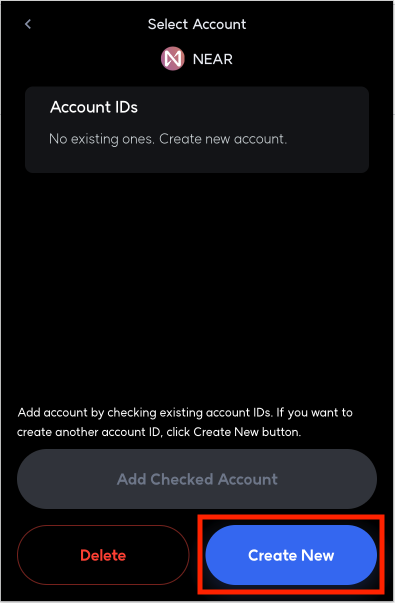 Select Account
NEAR
Account IDs
No existing ones. Create new account.
Add account by checking existing account IDs. If you want to
create another account ID, click Create New button.
Add Checked Account
Delete
Create New